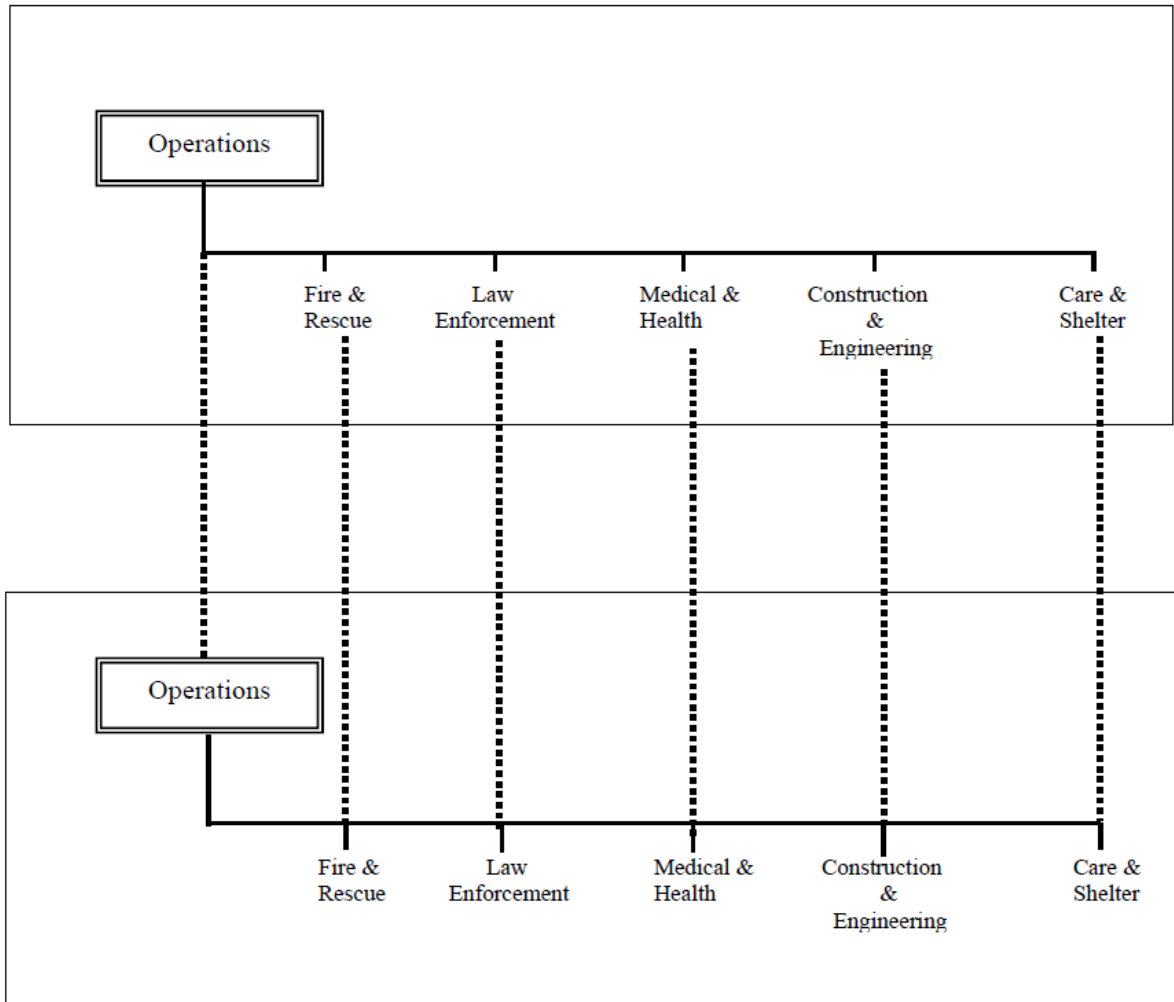 Operations
Fire &
Rescue
Law
Enforcement
Medical &
Health
Construction
&
Engineering
Care &
Shelter
Operations
Fire &
Rescue
Law
Enforcement
Medical &
Health
Construction
&
Engineering
Care &
Shelter